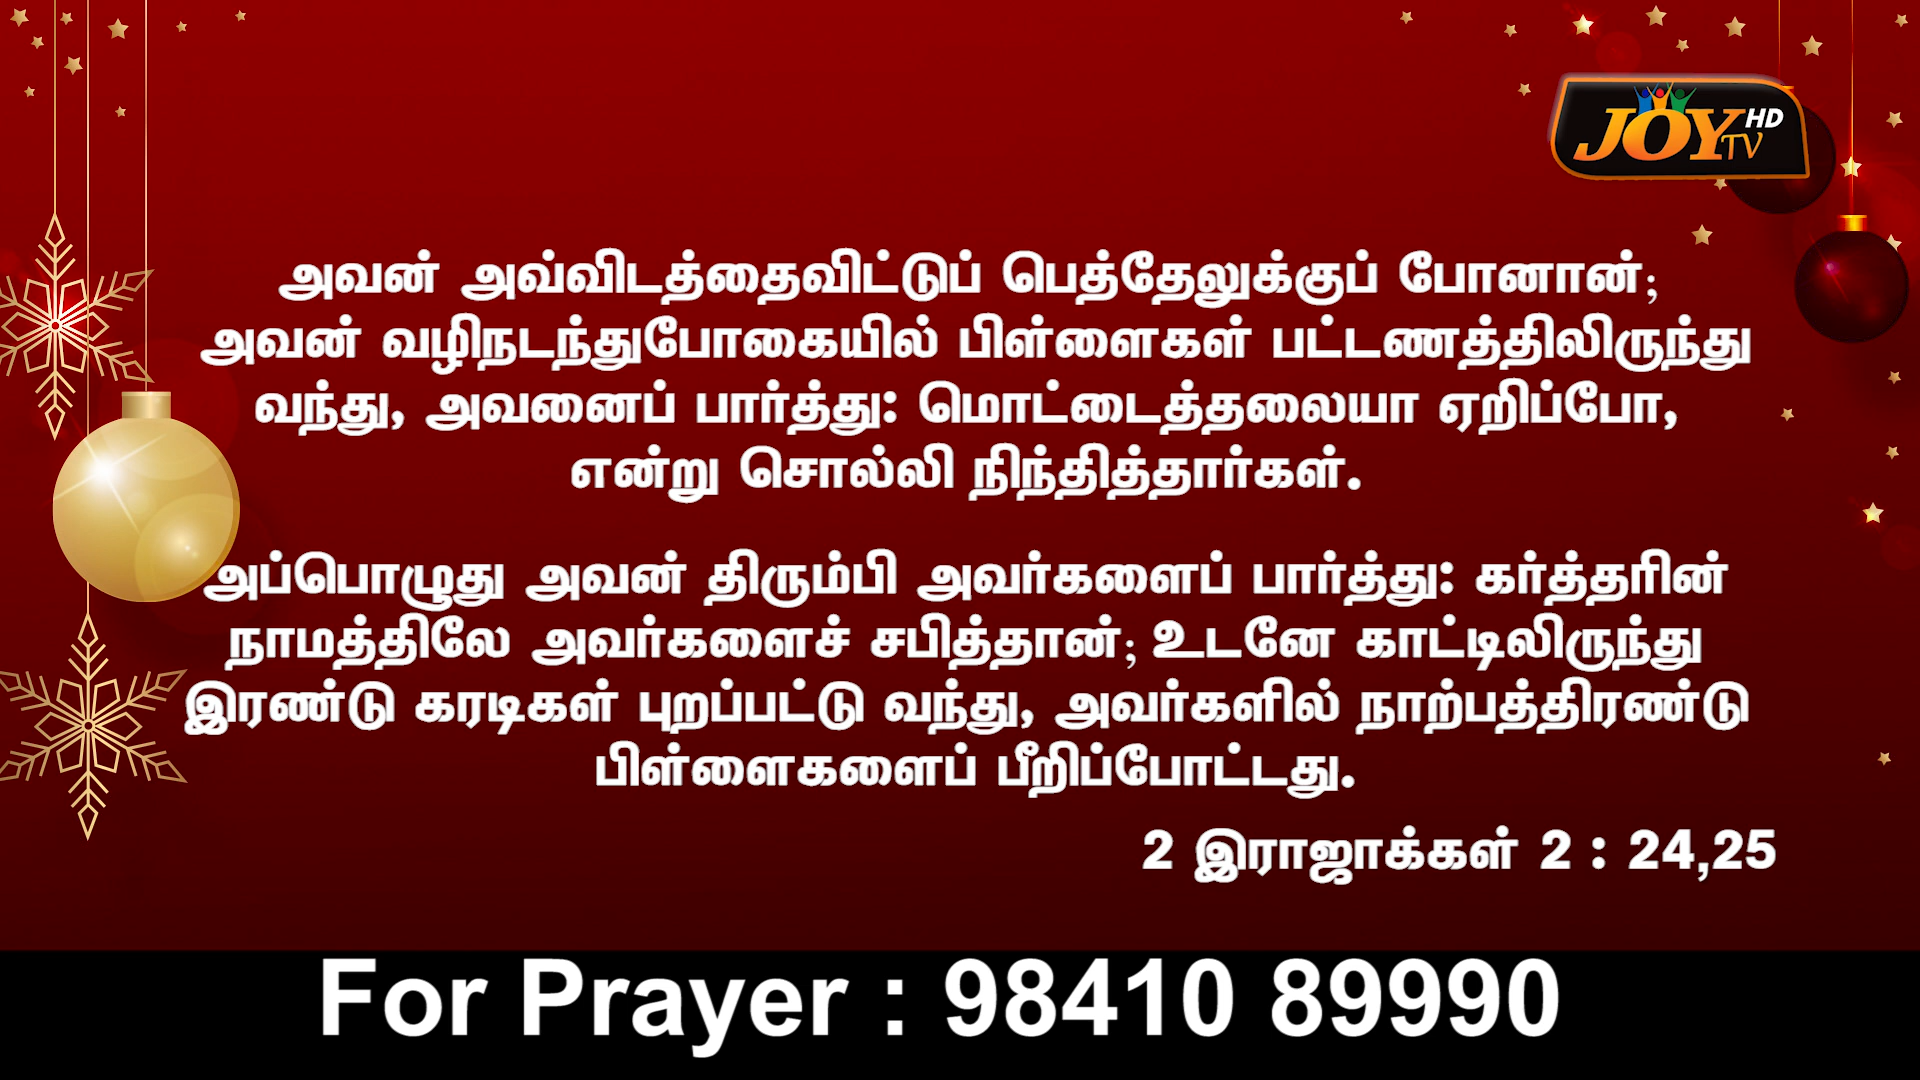 JOY HD
TV
அவன் அவ்விடத்தைவிட்டுப் பெத்தேலுக்குப் போனான்;
அவன் வழிநடந்துபோகையில் பிள்ளைகள் பட்டணத்திலிருந்து
வந்து, அவனைப் பார்த்து: மொட்டைத்தலையா ஏறிப்போ,
என்று சொல்லி நிந்தித்தார்கள்.
அப்பொழுது அவன் திரும்பி அவர்களைப் பார்த்து: கர்த்தரின்
நாமத்திலே அவர்களைச் சபித்தான்; உடனே காட்டிலிருந்து
இரண்டு கரடிகள் புறப்பட்டு வந்து, அவர்களில் நாற்பத்திரண்டு
பிள்ளைகளைப் பீறிப்போட்டது.
2 இராஜாக்கள் 2 : 24,25
For Prayer : 98410 89990